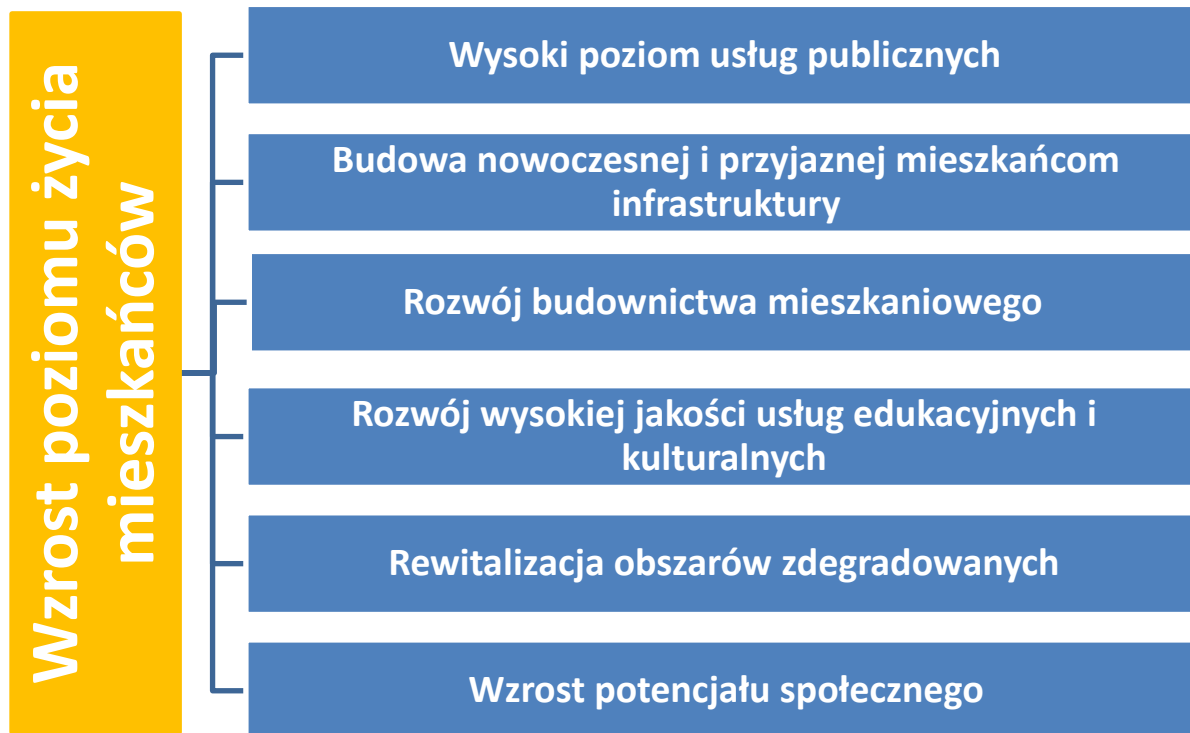 Wzrost poziomu życia
mieszkańców
Wysoki poziom usług publicznych
Budowa nowoczesnej i przyjaznej mieszkańcom
infrastruktury
Rozwój budownictwa mieszkaniowego
Rozwój wysokiej jakości usług edukacyjnych i
kulturalnych
Rewitalizacja obszarów zdegradowanych
Wzrost potencjału społecznego